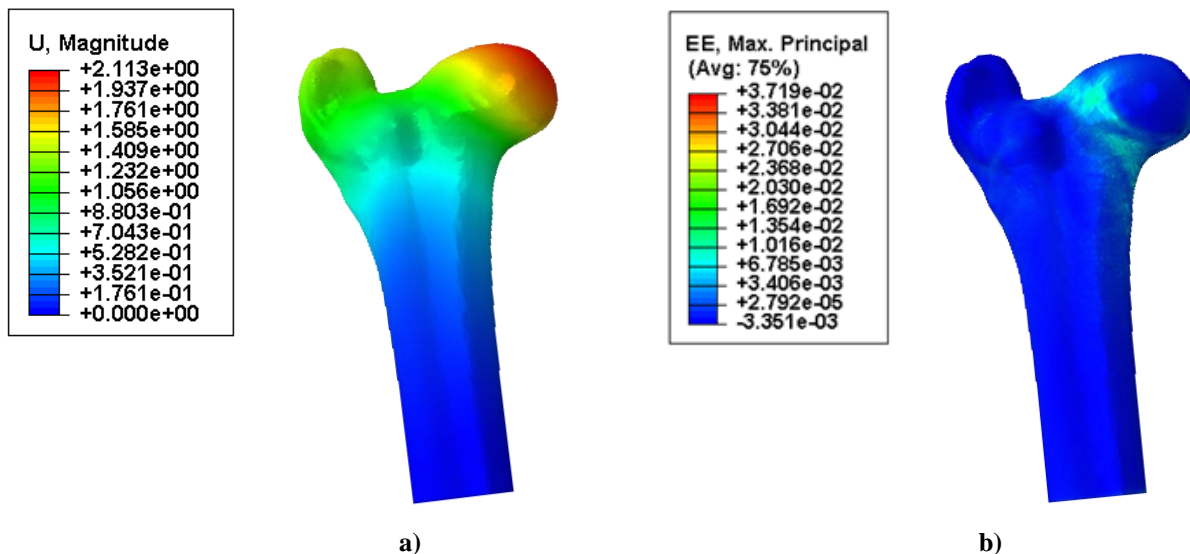 U, Magnitude
+2.113e+00
+1.937e+00
+1.761e+00
+1.585e+00
+1.409e+00
+1.232e+00
+1.056e+00
+8.803e-01
+7.043e-01
+5.282e-01
+3.521e-01
+1.761e-01
+0.000e+00
EE, Max. Principal
(Avg: 75%)
+3.719e-02
+3.381e-02
+3.044e-02
+2.706e-02
+2.368e-02
+2.030e-02
+1.692e-02
+1.354e-02
+1.016e-02
+6.785e-03
+3.406e-03
+2.792e-05
-3.351e-03
a)
b)